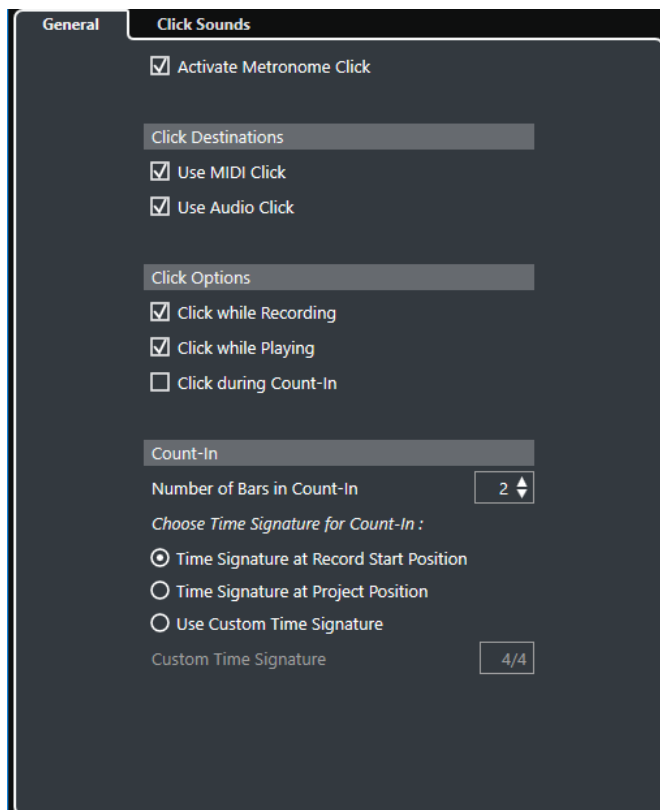 General
Click Sounds
Activate Metronome Click
Click Destinations
Use MIDI Click
Use Audio Click
Click Options
Click while Recording
Click while Playing
Click during Count-In
Count-In
Number of Bars in Count-In 2
Choose Time Signature for Count-In :
Time Signature at Record Start Position
Time Signature at Project Position
Use Custom Time Signature
Custom Time Signature 4/4